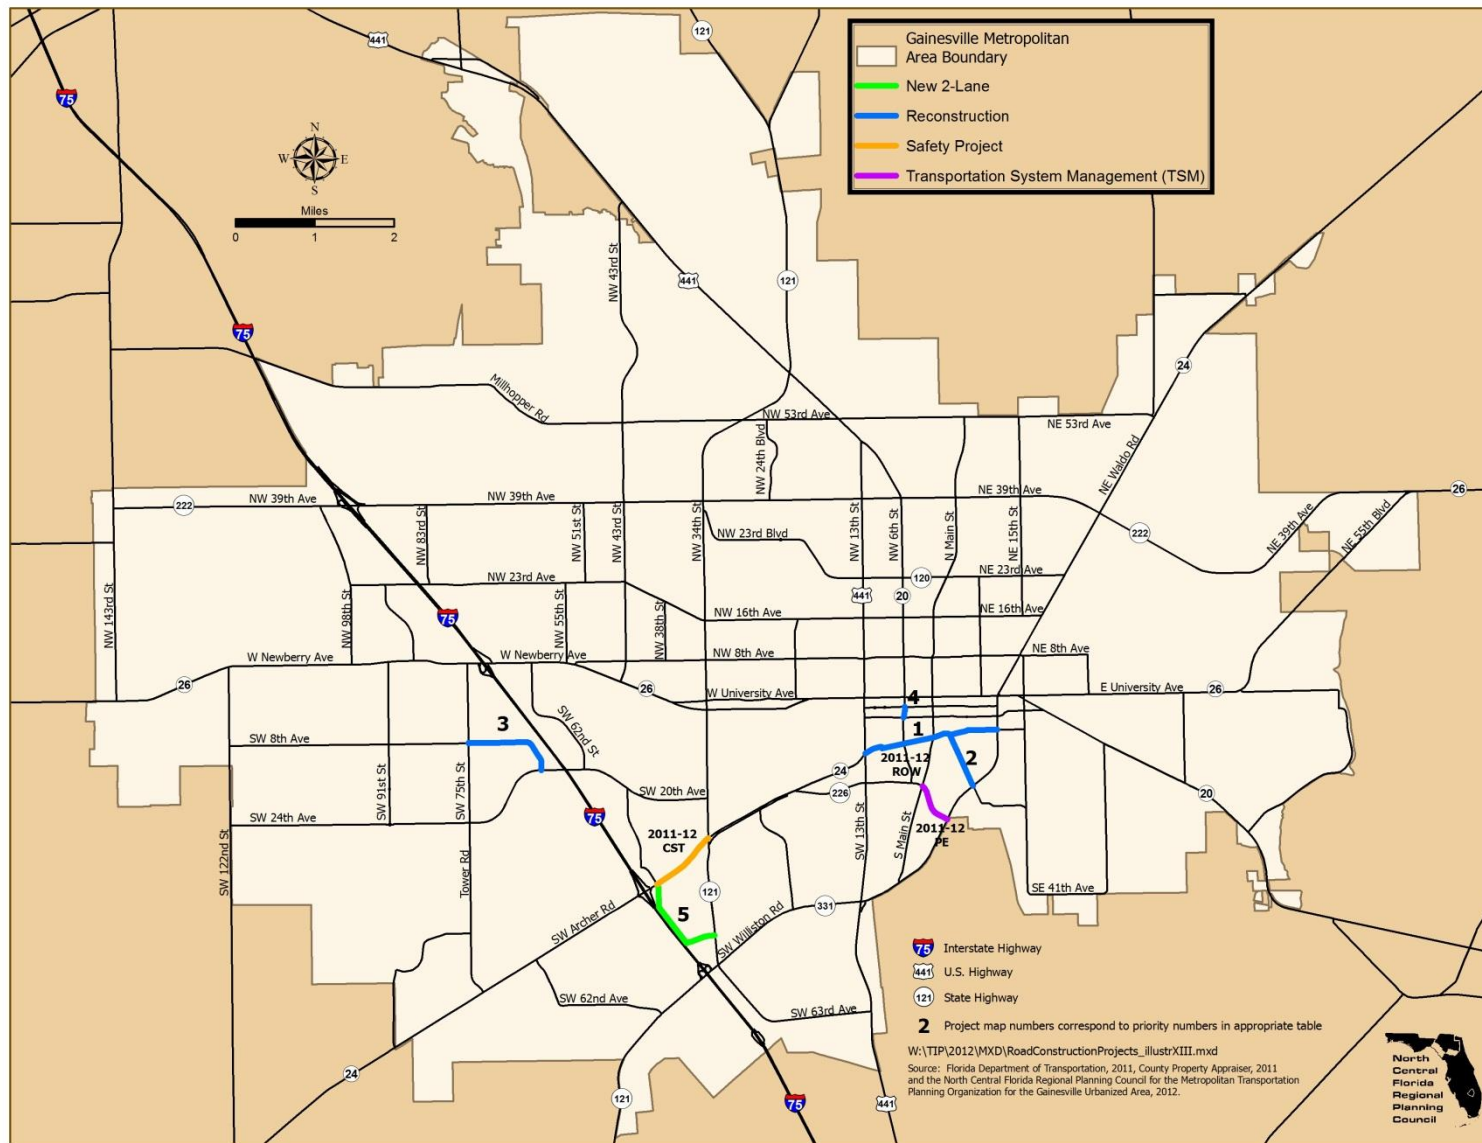 Gainesville Metropolitan
Area Boundary
New 2-Lane
Reconstruction
Safety Project
Transportation System Management (TSM)
N
W
E
S
Miles
0
1
2
441
121
75
75
NW 43rd St
441
121
24
Millhopper Rd
NW 53rd Ave
NE 53rd Ave
NW 24th Blvd
NE Waldo Rd
222
NW 39th Ave
NW 39th Ave
NE 39th Ave
26
NW 83rd St
NW 51st St
NW 43rd St
NW 34th St
NW 23rd Blvd
NW 13th St
NW 6th St
N Main St
NE 15th St
222
NE 39th Ave
NE 55th Blvd
NW 143rd St
NW 98th St
NW 23rd Ave
120
NE 23rd Ave
75
NW 55th St
NW 38th St
441
20
NW 16th Ave
NE 16th Ave
W Newberry Ave
W Newberry Ave
NW 8th Ave
NE 8th Ave
26
26
W University Ave
E University Ave
26
4
SW 8th Ave
3
SW 62nd St
1
2011-12
ROW
2
24
226
SW 91st St
SW 75th St
SW 20th Ave
20
SW 24th Ave
75
2011-12
CST
2011-12
PE
SW 122nd St
Tower Rd
SW 13th St
S Main St
SE 41th Ave
121
SW Archer Rd
5
SW Williston Rd
331
SW 62nd Ave
SW 63rd Ave
24
121
75
441
75
Interstate Highway
441
U.S. Highway
121
State Highway
2
Project map numbers correspond to priority numbers in appropriate table
W:\TIP\2012\MXD\RoadConstructionProjects_illustrXIII.mxd
Source: Florida Department of Transportation, 2011, County Property Appraiser, 2011
and the North Central Florida Regional Planning Council for the Metropolitan Transportation
Planning Organization for the Gainesville Urbanized Area, 2012.
North
Central
Florida
Regional
Planning
Council